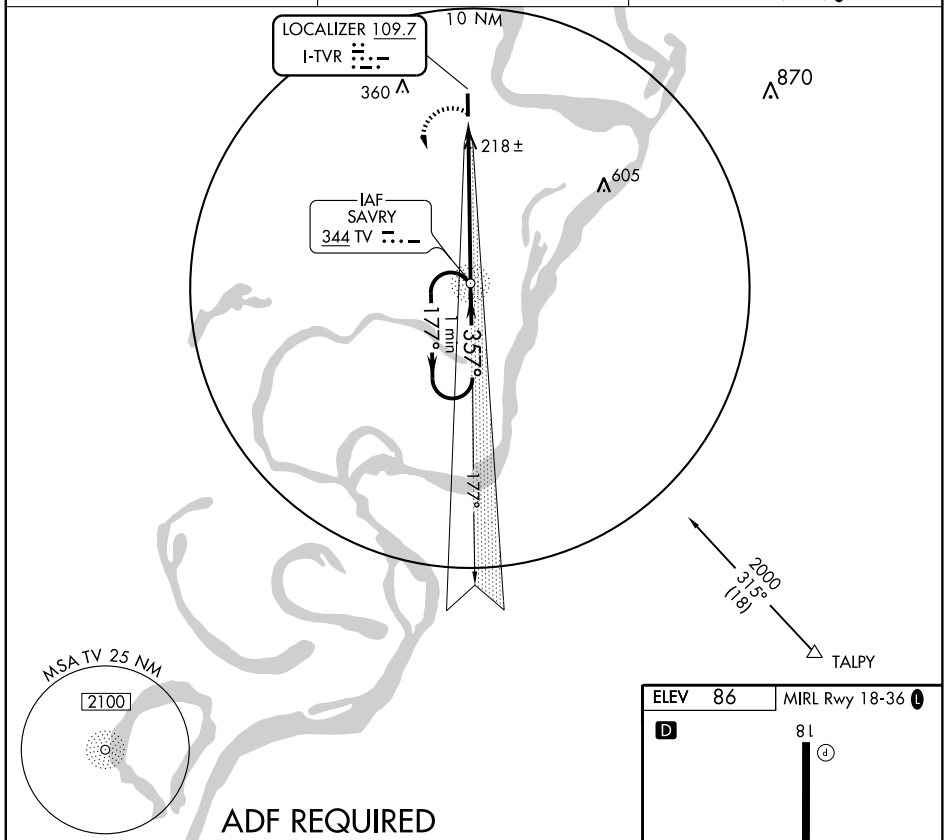 10 NM
LOCALIZER 109.7
I-TVR
360
870
218±
605
IAF
SAVRY
344 TV
1 min
177°
357°
177°
2000
315°
(18)
TALPY
MSA TV 25 NM
2100
ELEV 86
MIRL Rwy 18-36 L
D
18
P
ADF REQUIRED